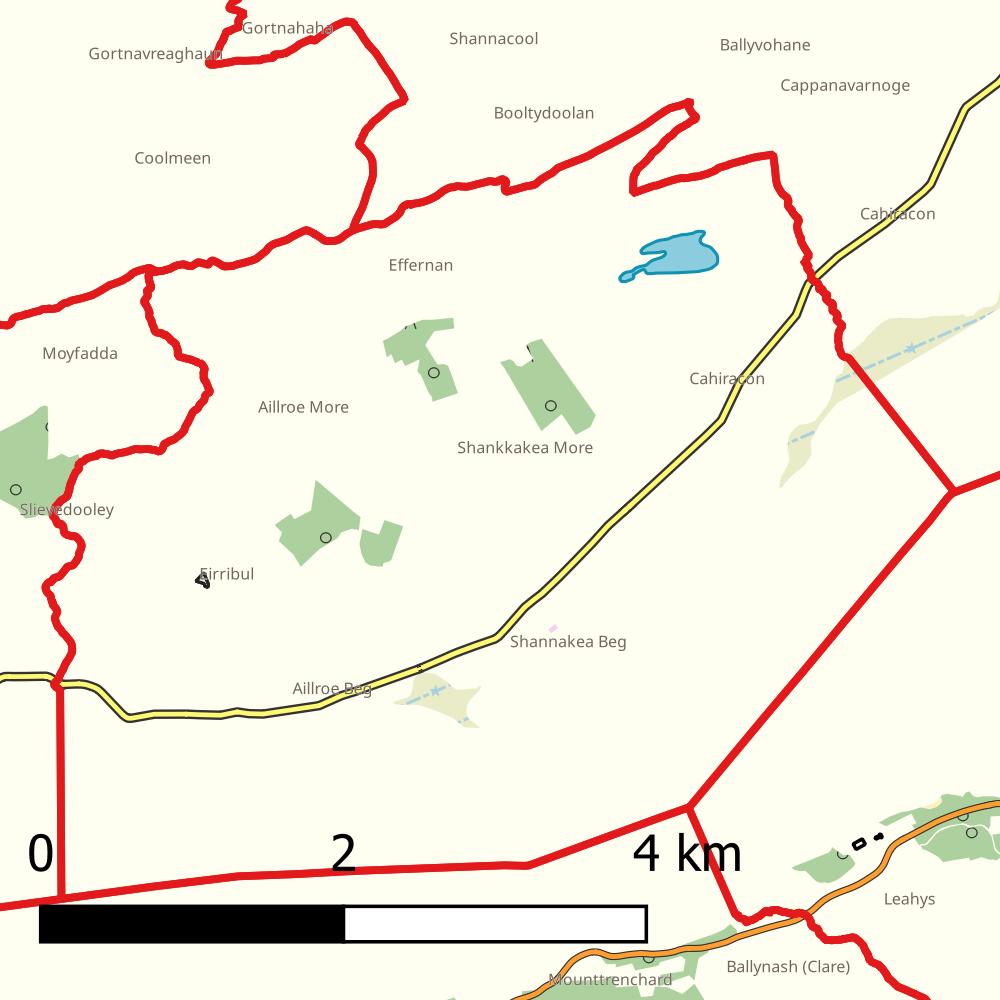 Gortnahaha
Shannacool
Ballyvohane
Gortnavreaghaun
Cappanavarnoge
Booltydoolan
Coolmeen
Cahiracon
Effernan
Moyfadda
Cahiracon
Aillroe More
Shankkakea More
Slievedooley
Eirribul
Shannakea Beg
Aillroe Beg
0 2 4 km
Leahys
Ballynash (Clare)
Mounttrenchard